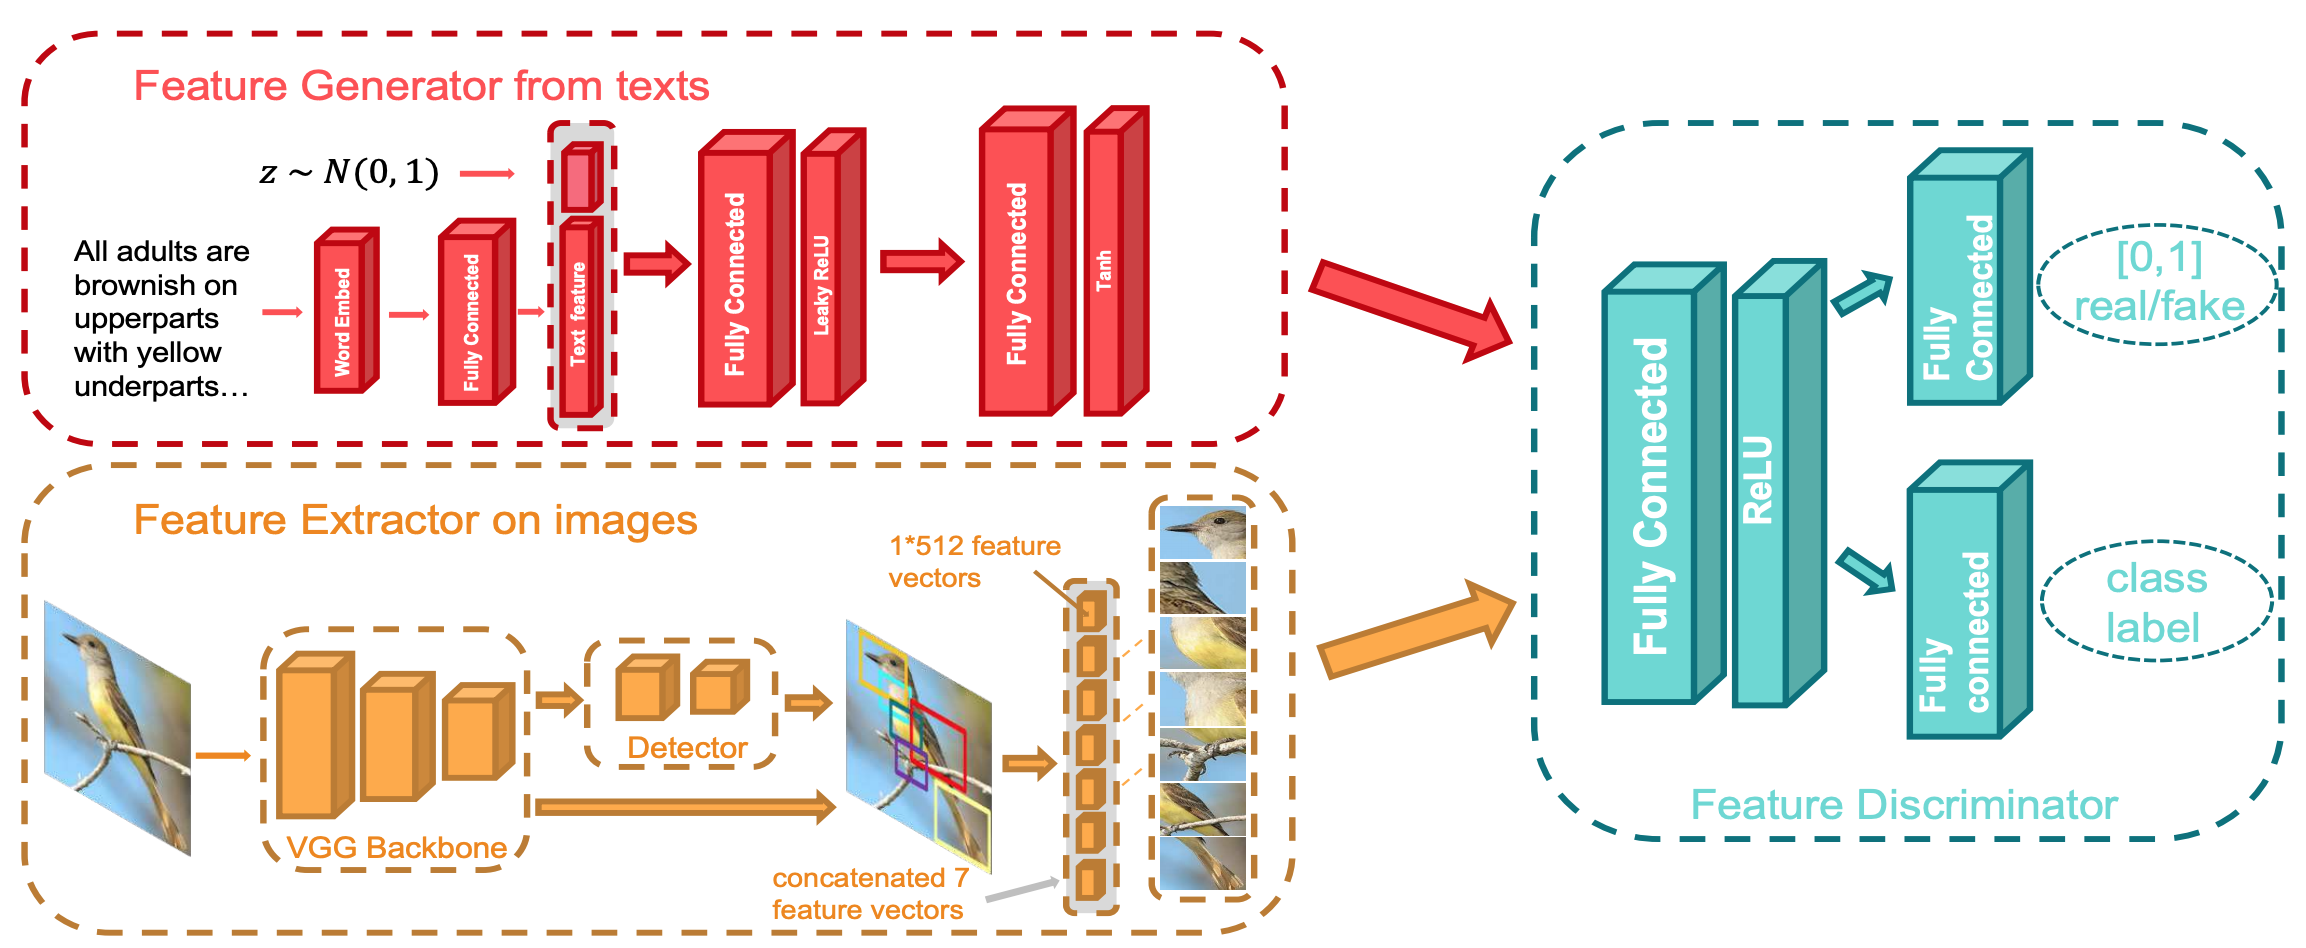 Feature Generator from texts
z ~ N(0, 1)
All adults are
brownish on
upperparts
with yellow
underparts…
Word Embed
Fully Connected
Text feature
Fully Connected
Leaky ReLU
Fully Connected
Tanh
Feature Extractor on images
VGG Backbone
Detector
1*512 feature
vectors
concatenated 7
feature vectors
Fully Connected
ReLU
Fully
Connected
[0,1]
real/fake
Fully
connected
class
label
Feature Discriminator